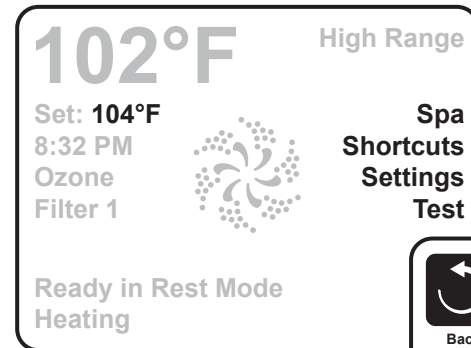 102°F
High Range
Set: 104°F
8:32 PM
Ozone
Filter 1
Spa
Shortcuts
Settings
Test
Ready in Rest Mode
Heating